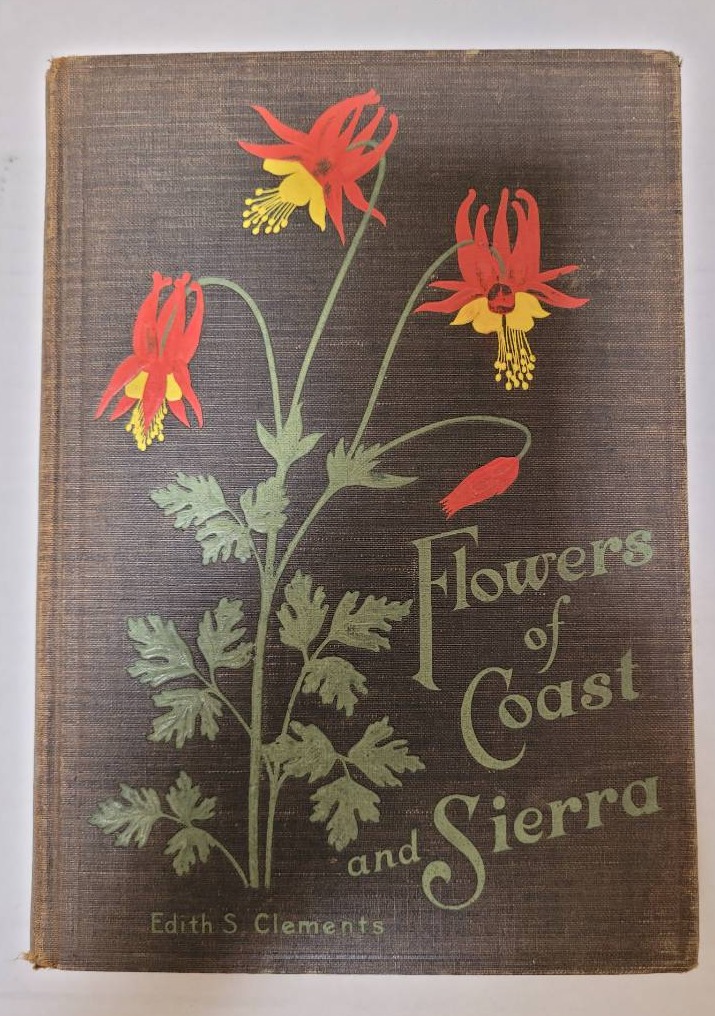 Flowers
of
Coast
and Sierra
Edith S. Clements